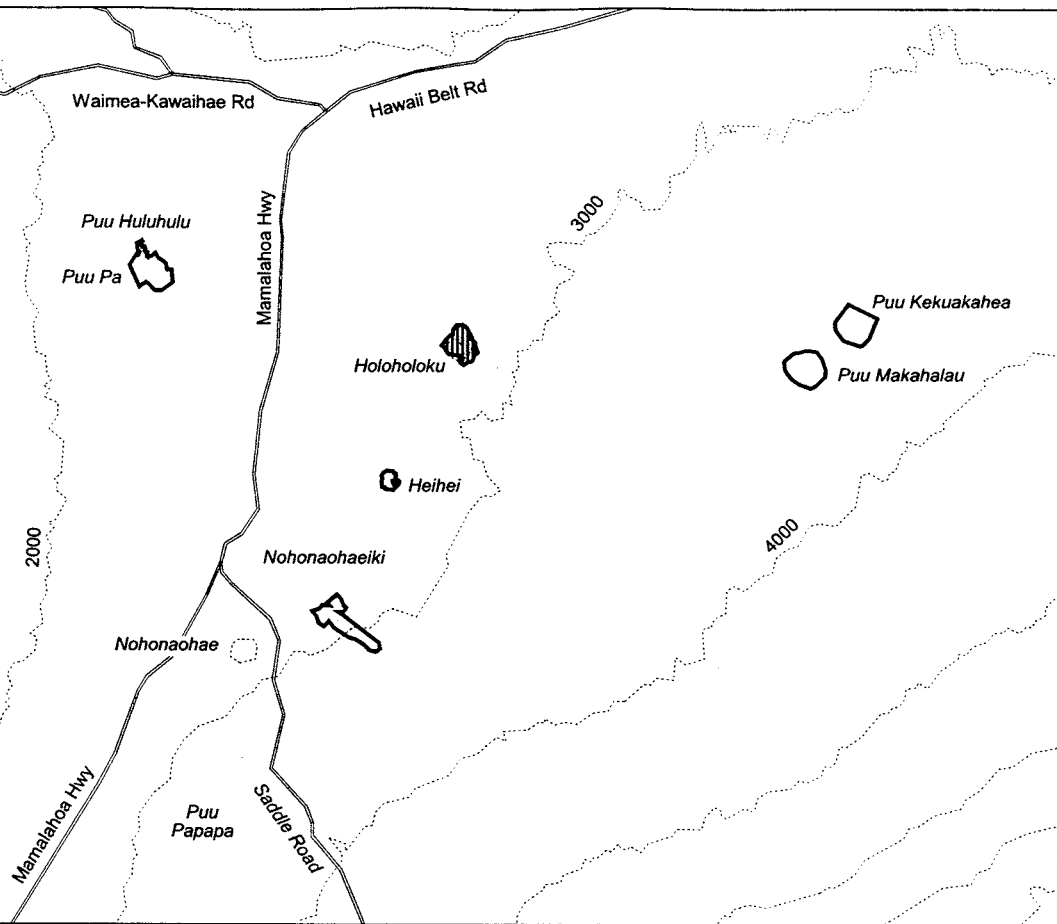 Waimea-Kawaihae Rd
Hawaii Belt Rd
Mamalahoa Hwy
3000
Puu Huluhulu
Puu Pa
Puu Kekuakahea
Holoholoku
Puu Makahalau
Heihei
2000
4000
Nohonaohaeiki
Nohonaohae
Mamalahoa Hwy
Puu
Papapa
Saddle Road